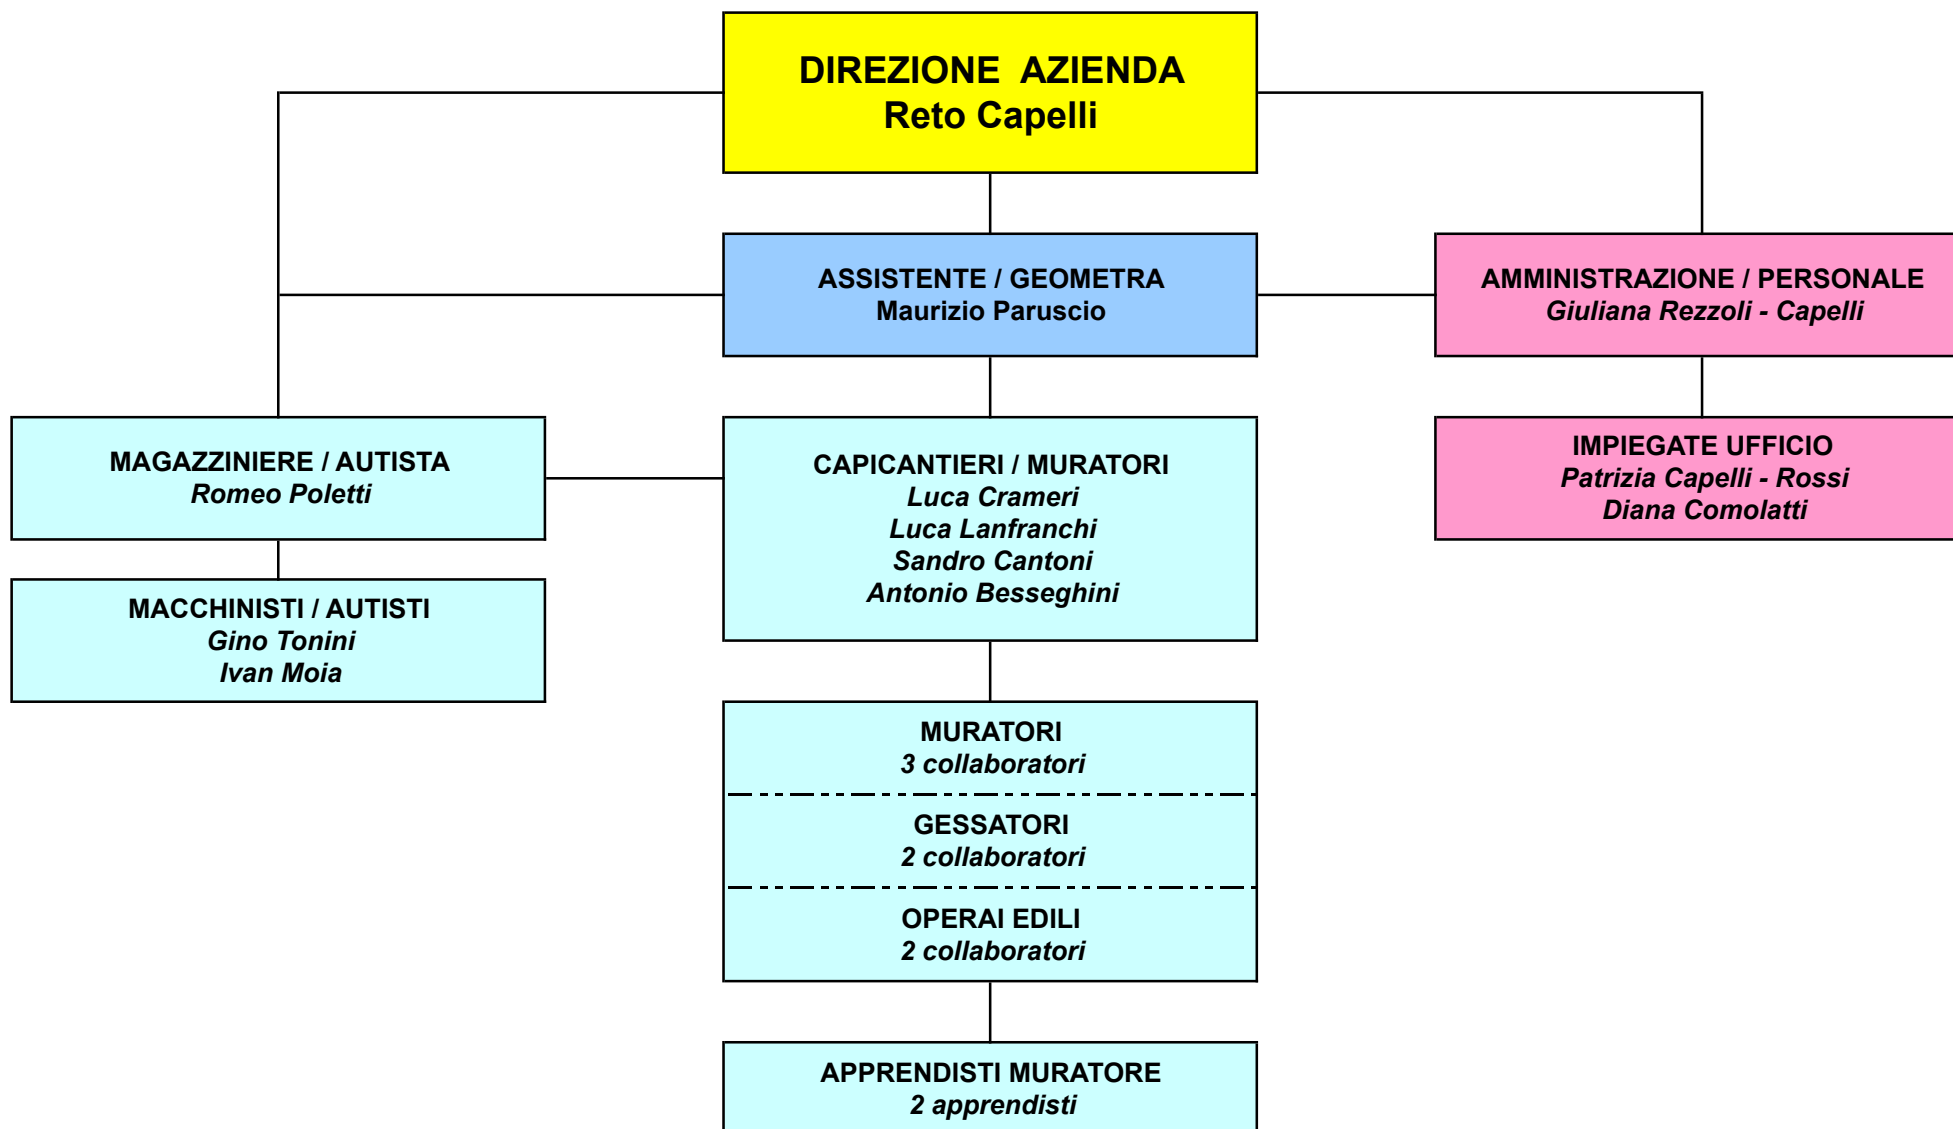 DIREZIONE AZIENDA
Reto Capelli
ASSISTENTE / GEOMETRA
Maurizio Paruscio
AMMINISTRAZIONE / PERSONALE
Giuliana Rezzoli - Capelli
MAGAZZINIERE / AUTISTA
Romeo Poletti
CAPICANTIERI / MURATORI
Luca Crameri
Luca Lanfranchi
Sandro Cantoni
Antonio Besseghini
IMPIEGATE UFFICIO
Patrizia Capelli - Rossi
Diana Comolatti
MACCHINISTI / AUTISTI
Gino Tonini
Ivan Moia
MURATORI
3 collaboratori
GESSATORI
2 collaboratori
OPERAI EDILI
2 collaboratori
APPRENDISTI MURATORE
2 apprendisti